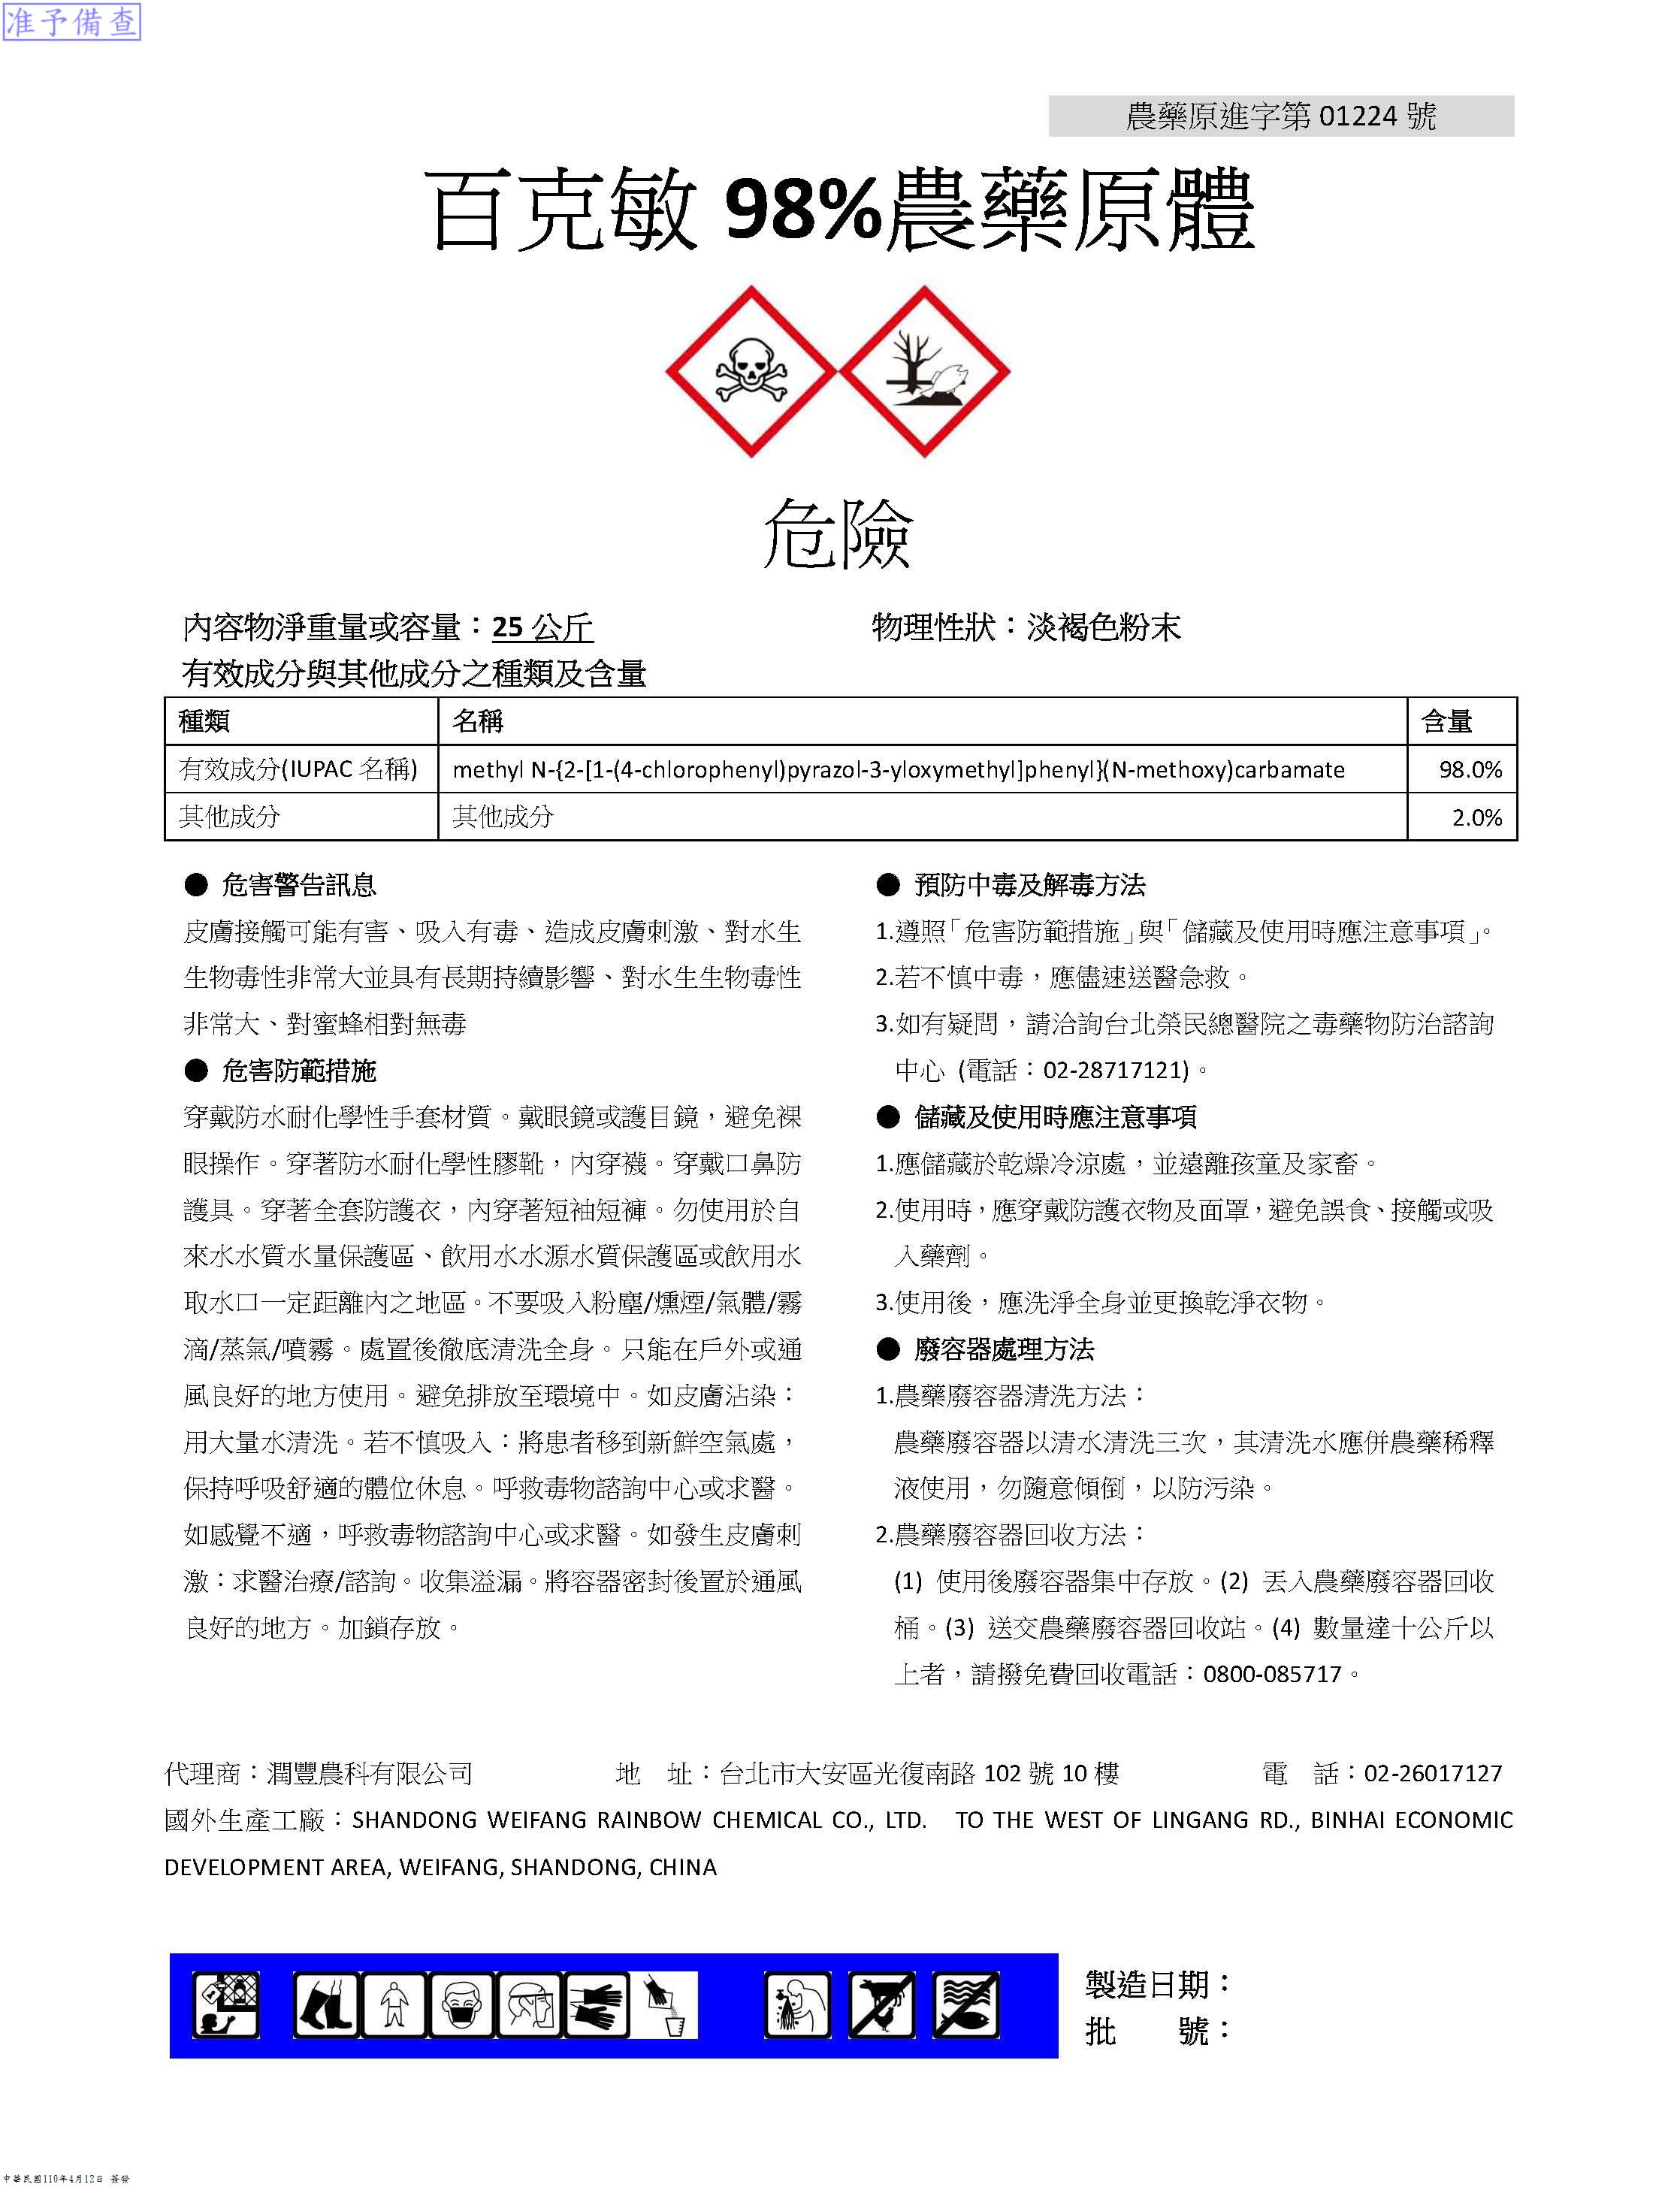 准予備查
農藥原進字第 01224 號
百克敏 98%農藥原體
危險
內容物淨重量或容量：25 公斤
物理性狀：淡褐色粉末
有效成分與其他成分之種類及含量
種類 名稱 含量
有效成分(IUPAC 名稱) methyl N-{2-[1-(4-chlorophenyl)pyrazol-3-yloxymethyl]phenyl}(N-methoxy)carbamate 98.0%
其他成分 其他成分 2.0%
● 危害警告訊息
皮膚接觸可能有害、吸入有毒、造成皮膚刺激、對水生
生物毒性非常大並具有長期持續影響、對水生生物毒性
非常大、對蜜蜂相對無毒
● 危害防範措施
穿戴防水耐化學性手套材質。戴眼鏡或護目鏡，避免裸
眼操作。穿著防水耐化學性膠靴，內穿襪。穿戴口鼻防
護具。穿著全套防護衣，內穿著短袖短褲。勿使用於自
來水水質水量保護區、飲用水水源水質保護區或飲用水
取水口一定距離內之地區。不要吸入粉塵/燻煙/氣體/霧
滴/蒸氣/噴霧。處置後徹底清洗全身。只能在戶外或通
風良好的地方使用。避免排放至環境中。如皮膚沾染：
用大量水清洗。若不慎吸入：將患者移到新鮮空氣處，
保持呼吸舒適的體位休息。呼救毒物諮詢中心或求醫。
如感覺不適，呼救毒物諮詢中心或求醫。如發生皮膚刺
激：求醫治療/諮詢。收集溢漏。將容器密封後置於通風
良好的地方。加鎖存放。
● 預防中毒及解毒方法
1.遵照「危害防範措施」與「儲藏及使用時應注意事項」。
2.若不慎中毒，應儘速送醫急救。
3.如有疑問，請洽詢台北榮民總醫院之毒藥物防治諮詢
中心 (電話：02-28717121)。
● 儲藏及使用時應注意事項
1.應儲藏於乾燥冷涼處，並遠離孩童及家畜。
2.使用時，應穿戴防護衣物及面罩，避免誤食、接觸或吸
入藥劑。
3.使用後，應洗淨全身並更換乾淨衣物。
● 廢容器處理方法
1.農藥廢容器清洗方法：
農藥廢容器以清水清洗三次，其清洗水應併農藥稀釋
液使用，勿隨意傾倒，以防污染。
2.農藥廢容器回收方法：
(1) 使用後廢容器集中存放。(2) 丟入農藥廢容器回收
桶。(3) 送交農藥廢容器回收站。(4) 數量達十公斤以
上者，請撥免費回收電話：0800-085717。
代理商：潤豐農科有限公司 地 址：台北市大安區光復南路 102 號 10 樓 電 話：02-26017127
國外生產工廠：SHANDONG WEIFANG RAINBOW CHEMICAL CO., LTD. TO THE WEST OF LINGANG RD., BINHAI ECONOMIC
DEVELOPMENT AREA, WEIFANG, SHANDONG, CHINA
製造日期：
批 號：
中華民國110年4月12日 簽發